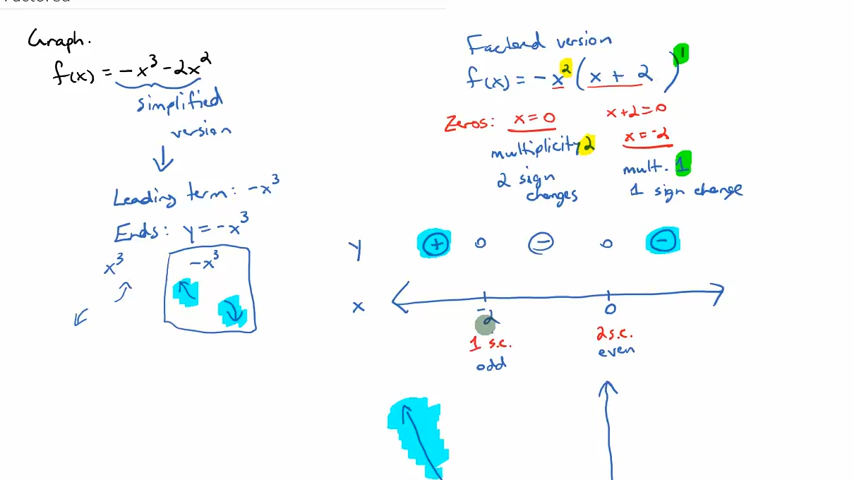 Graph.
f(x) = -x³ - 2x²
simplified
version
Leading term: -x³
Ends: y = -x³
x³
-x³
Factored version
f(x) = -x² (x + 2)¹
Zeros: x = 0
x+2=0
x = -2
multiplicity 2
mult. 1
2 sign
changes
1 sign change
y + 0 - 0 -
x
-2 0
1 s.c. 2 s.c.
odd even